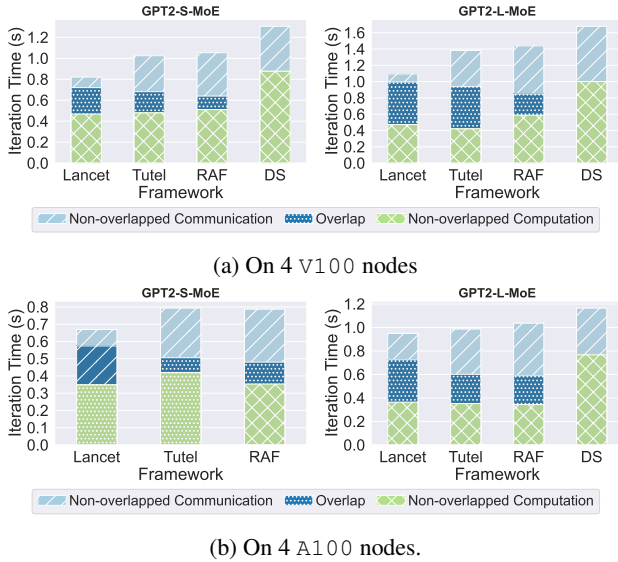 GPT2-S-MoE
Iteration Time (s)
1.2
1.0
0.8
0.6
0.4
0.2
0.0
Lancet Tutel RAF DS
Framework
GPT2-L-MoE
Iteration Time (s)
1.6
1.4
1.2
1.0
0.8
0.6
0.4
0.2
0.0
Lancet Tutel RAF DS
Framework
Non-overlapped Communication Overlap Non-overlapped Computation
(a) On 4 V100 nodes
GPT2-S-MoE
Iteration Time (s)
0.8
0.7
0.6
0.5
0.4
0.3
0.2
0.1
0.0
Lancet Tutel RAF
Framework
GPT2-L-MoE
Iteration Time (s)
1.2
1.0
0.8
0.6
0.4
0.2
0.0
Lancet Tutel RAF DS
Framework
Non-overlapped Communication Overlap Non-overlapped Computation
(b) On 4 A100 nodes.